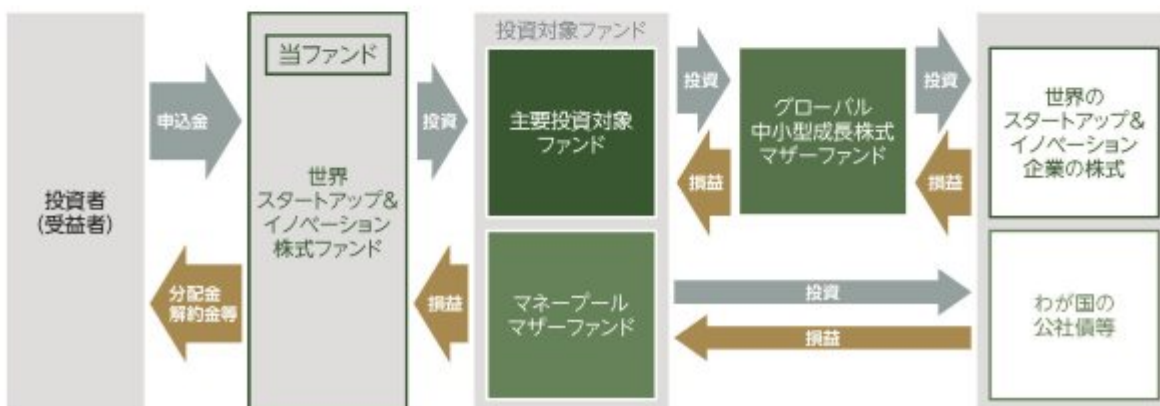 投資者
(受益者)
申込金
分配金
解約金等
当ファンド
世界
スタートアップ&
イノベーション
株式ファンド
投資
損益
投資対象ファンド
主要投資対象
ファンド
マネープール
マザーファンド
投資
損益
グローバル
中小型成長株式
マザーファンド
投資
損益
投資
損益
世界の
スタートアップ&
イノベーション
企業の株式
わが国の
公社債等